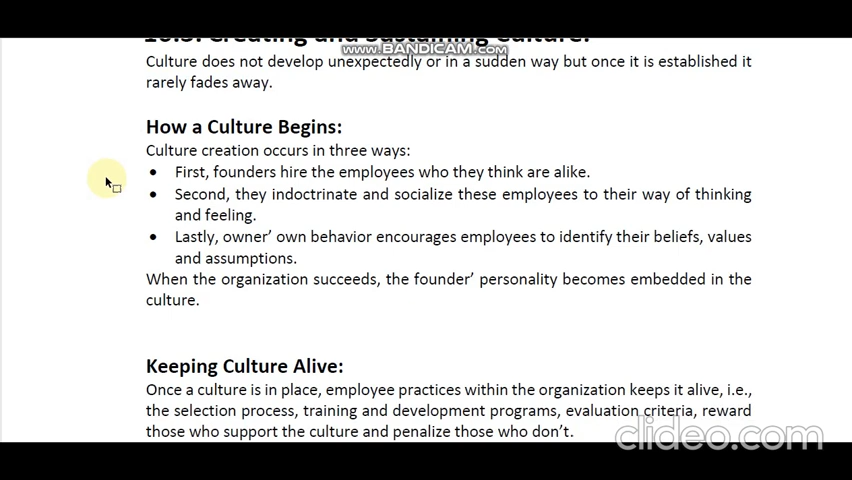 10.3. Creating and Sustaining Culture:
WWW.BANDICAM.COM
Culture does not develop unexpectedly or in a sudden way but once it is established it
rarely fades away.
How a Culture Begins:
Culture creation occurs in three ways:
• First, founders hire the employees who they think are alike.
• Second, they indoctrinate and socialize these employees to their way of thinking
and feeling.
• Lastly, owner’ own behavior encourages employees to identify their beliefs, values
and assumptions.
When the organization succeeds, the founder’ personality becomes embedded in the
culture.
Keeping Culture Alive:
Once a culture is in place, employee practices within the organization keeps it alive, i.e.,
the selection process, training and development programs, evaluation criteria, reward
those who support the culture and penalize those who don’t.
clideo.com